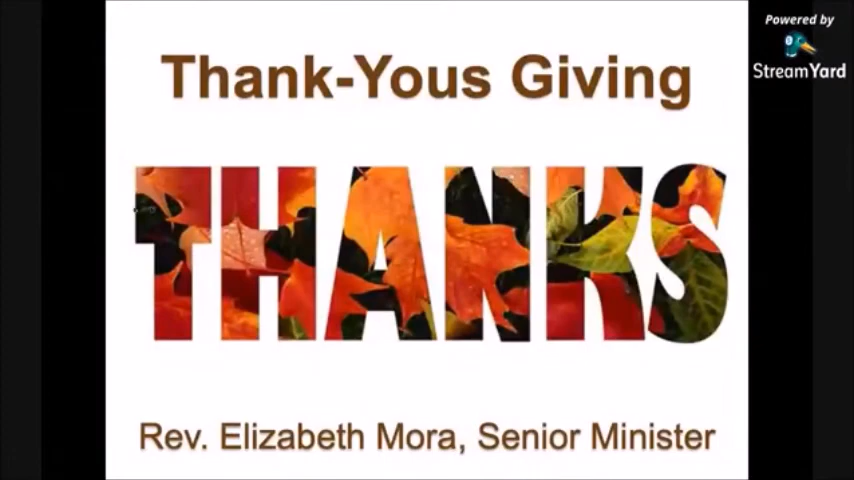 Powered by
StreamYard
Thank-Yous Giving
THANKS
Rev. Elizabeth Mora, Senior Minister